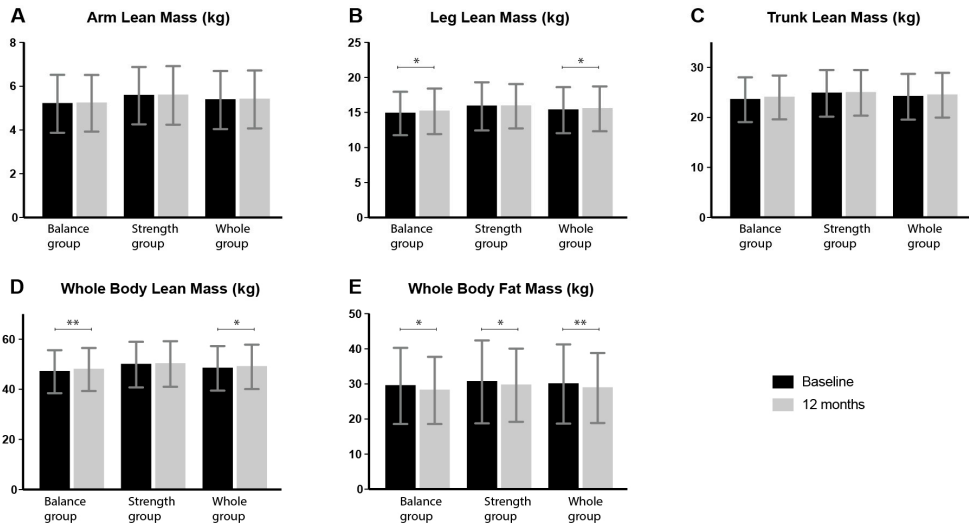 A Arm Lean Mass (kg)
8
6
4
2
0
Balance group
Strength group
Whole group
B Leg Lean Mass (kg)
25
20
15
10
5
0
*
*
Balance group
Strength group
Whole group
C Trunk Lean Mass (kg)
30
20
10
0
Balance group
Strength group
Whole group
D Whole Body Lean Mass (kg)
60
40
20
0
**
*
Balance group
Strength group
Whole group
E Whole Body Fat Mass (kg)
50
40
30
20
10
0
*
*
**
Balance group
Strength group
Whole group
Baseline
12 months